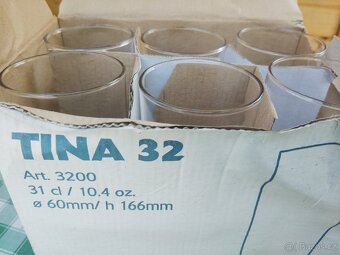 TINA 32
Art. 3200
31 cl / 10.4 oz.
ø 60mm/ h 166mm